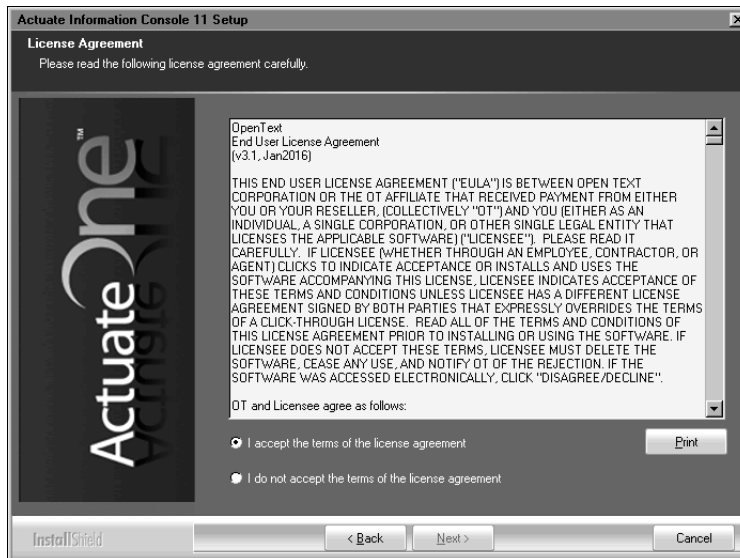 Actuate Information Console 11 Setup
License Agreement
Please read the following license agreement carefully.
ActuateOne™
OpenText
End User License Agreement
(v3.1, Jan2016)
THIS END USER LICENSE AGREEMENT ("EULA") IS BETWEEN OPEN TEXT
CORPORATION OR THE OT AFFILIATE THAT RECEIVED PAYMENT FROM EITHER
YOU OR YOUR RESELLER, (COLLECTIVELY "OT") AND YOU (EITHER AS AN
INDIVIDUAL, A SINGLE CORPORATION, OR OTHER SINGLE LEGAL ENTITY THAT
LICENSES THE APPLICABLE SOFTWARE) ("LICENSEE"). PLEASE READ IT
CAREFULLY. IF LICENSEE (WHETHER THROUGH AN EMPLOYEE, CONTRACTOR, OR
AGENT) CLICKS TO INDICATE ACCEPTANCE OR INSTALLS AND USES THE
SOFTWARE ACCOMPANYING THIS LICENSE, LICENSEE INDICATES ACCEPTANCE OF
THESE TERMS AND CONDITIONS UNLESS LICENSEE HAS A DIFFERENT LICENSE
AGREEMENT SIGNED BY BOTH PARTIES THAT EXPRESSLY OVERRIDES THE TERMS
OF A CLICK-THROUGH LICENSE. READ ALL OF THE TERMS AND CONDITIONS OF
THIS LICENSE AGREEMENT PRIOR TO INSTALLING OR USING THE SOFTWARE. IF
LICENSEE DOES NOT ACCEPT THESE TERMS, LICENSEE MUST DELETE THE
SOFTWARE, CEASE ANY USE, AND NOTIFY OT OF THE REJECTION. IF THE
SOFTWARE WAS ACCESSED ELECTRONICALLY, CLICK "DISAGREE/DECLINE".
OT and Licensee agree as follows:
I accept the terms of the license agreement
Print
I do not accept the terms of the license agreement
InstallShield
< Back
Next >
Cancel